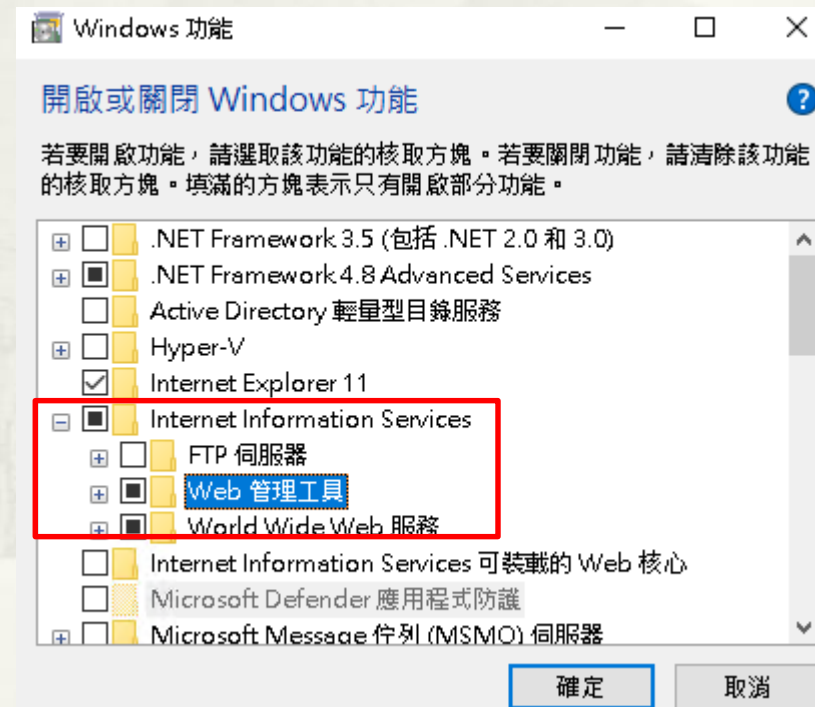 Windows 功能
開啟或關閉 Windows 功能
若要開啟功能，請選取該功能的核取方塊。若要關閉功能，請清除該功能
的核取方塊。填滿的方塊表示只有開啟部分功能。
.NET Framework 3.5 (包括 .NET 2.0 和 3.0)
.NET Framework 4.8 Advanced Services
Active Directory 輕量型目錄服務
Hyper-V
Internet Explorer 11
Internet Information Services
FTP 伺服器
Web 管理工具
World Wide Web 服務
Internet Information Services 可裝載的 Web 核心
Microsoft Defender 應用程式防護
Microsoft Message 佇列 (MSMQ) 伺服器
確定 取消